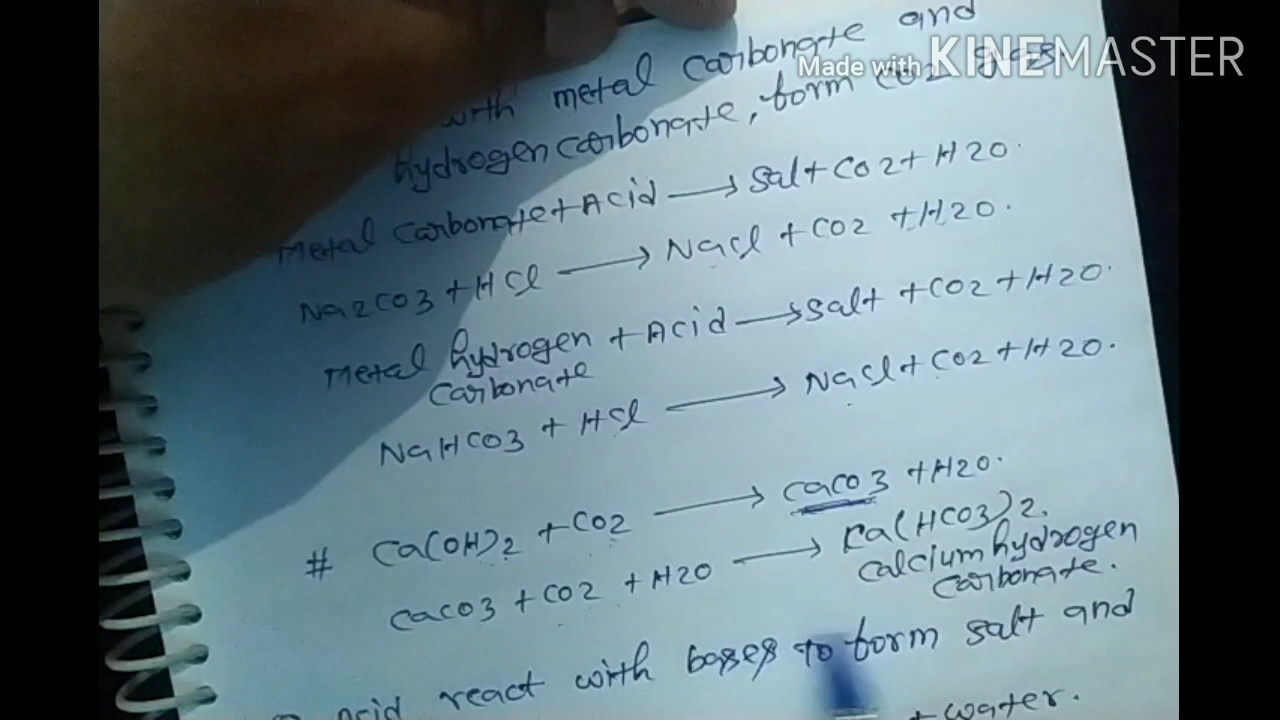 with metal carbonate and
Made with KINEMASTER
hydrogen carbonate, form CO2 gas
Metal carbonate + Acid → Salt + CO2 + H2O.
Na2CO3 + HCl → NaCl + CO2 + H2O.
Metal hydrogen + Acid → salt + CO2 + H2O.
carbonate
NaHCO3 + HCl → NaCl + CO2 + H2O.
# Ca(OH)2 + CO2 → CaCO3 + H2O.
CaCO3 + CO2 + H2O → Ca(HCO3)2.
calcium hydrogen
carbonate.
Acid react with bases to form salt and
+ water.